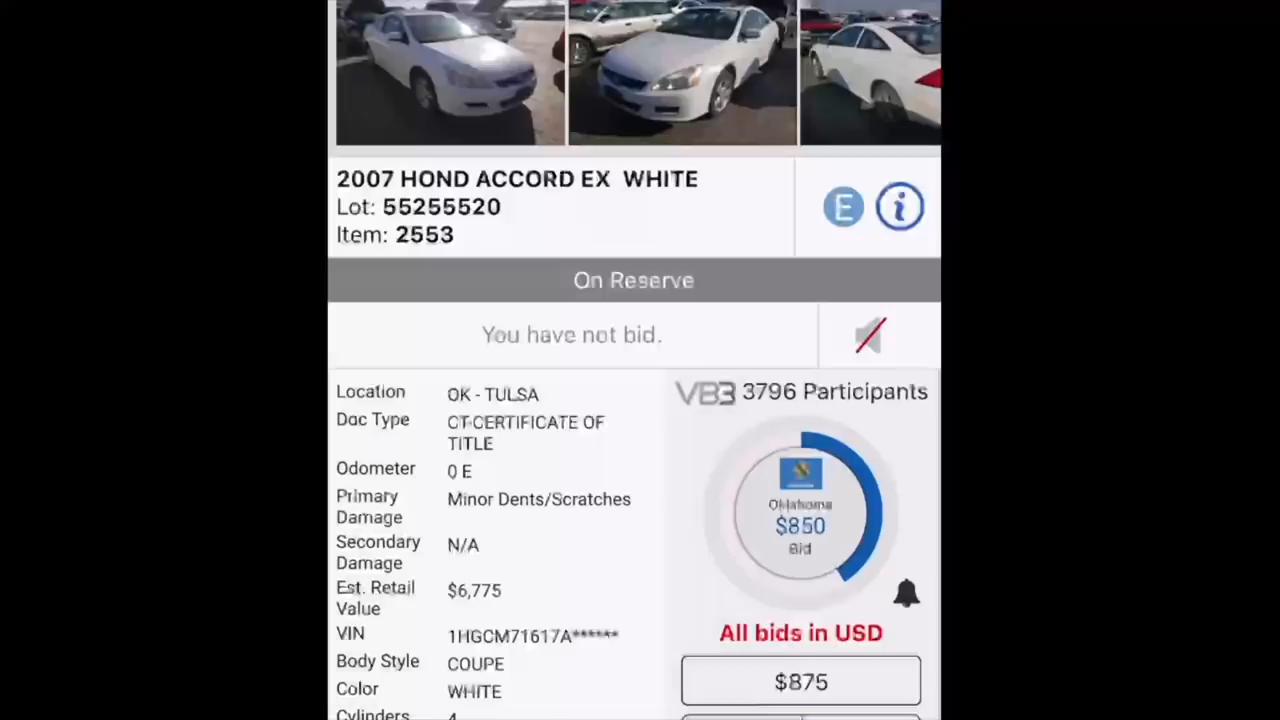 2007 HOND ACCORD EX WHITE
Lot: 55255520
Item: 2553
E
i
On Reserve
You have not bid.
Location OK - TULSA
Doc Type CT-CERTIFICATE OF
TITLE
Odometer 0 E
Primary
Damage
Minor Dents/Scratches
Secondary
Damage
N/A
Est. Retail
Value
$6,775
VIN 1HGCM71617A******
Body Style COUPE
Color WHITE
Cylinders 4
VB3 3796 Participants
Oklahoma
$850
Bid
All bids in USD
$875